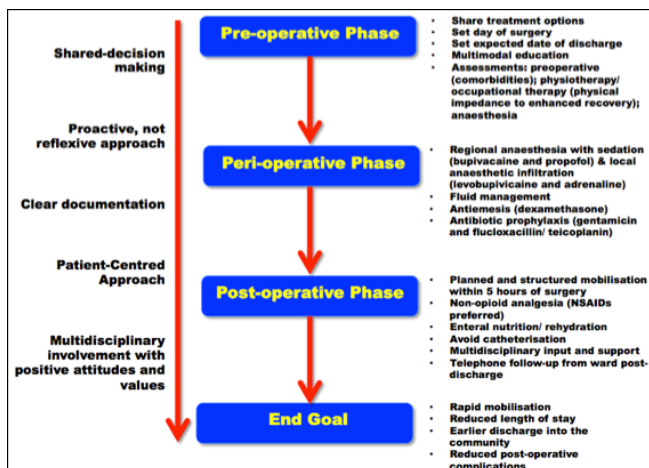 Shared-decision
making
Proactive, not
reflexive approach
Clear documentation
Patient-Centred
Approach
Multidisciplinary
involvement with
positive attitudes and
values
Pre-operative Phase
• Share treatment options
• Set day of surgery
• Set expected date of discharge
• Multimodal education
• Assessments: preoperative
(comorbidities); physiotherapy/
occupational therapy (physical
impedance to enhanced recovery);
anaesthesia
Peri-operative Phase
• Regional anaesthesia with sedation
(bupivacaine and propofol) & local
anaesthetic infiltration
(levobupivicaine and adrenaline)
• Fluid management
• Antiemesis (dexamethasone)
• Antibiotic prophylaxis (gentamicin
and flucloxacillin/ teicoplanin)
Post-operative Phase
• Planned and structured mobilisation
within 5 hours of surgery
• Non-opioid analgesia (NSAIDs
preferred)
• Enteral nutrition/ rehydration
• Avoid catheterisation
• Multidisciplinary input and support
• Telephone follow-up from ward post-
discharge
End Goal
• Rapid mobilisation
• Reduced length of stay
• Earlier discharge into the
community
• Reduced post-operative
complications